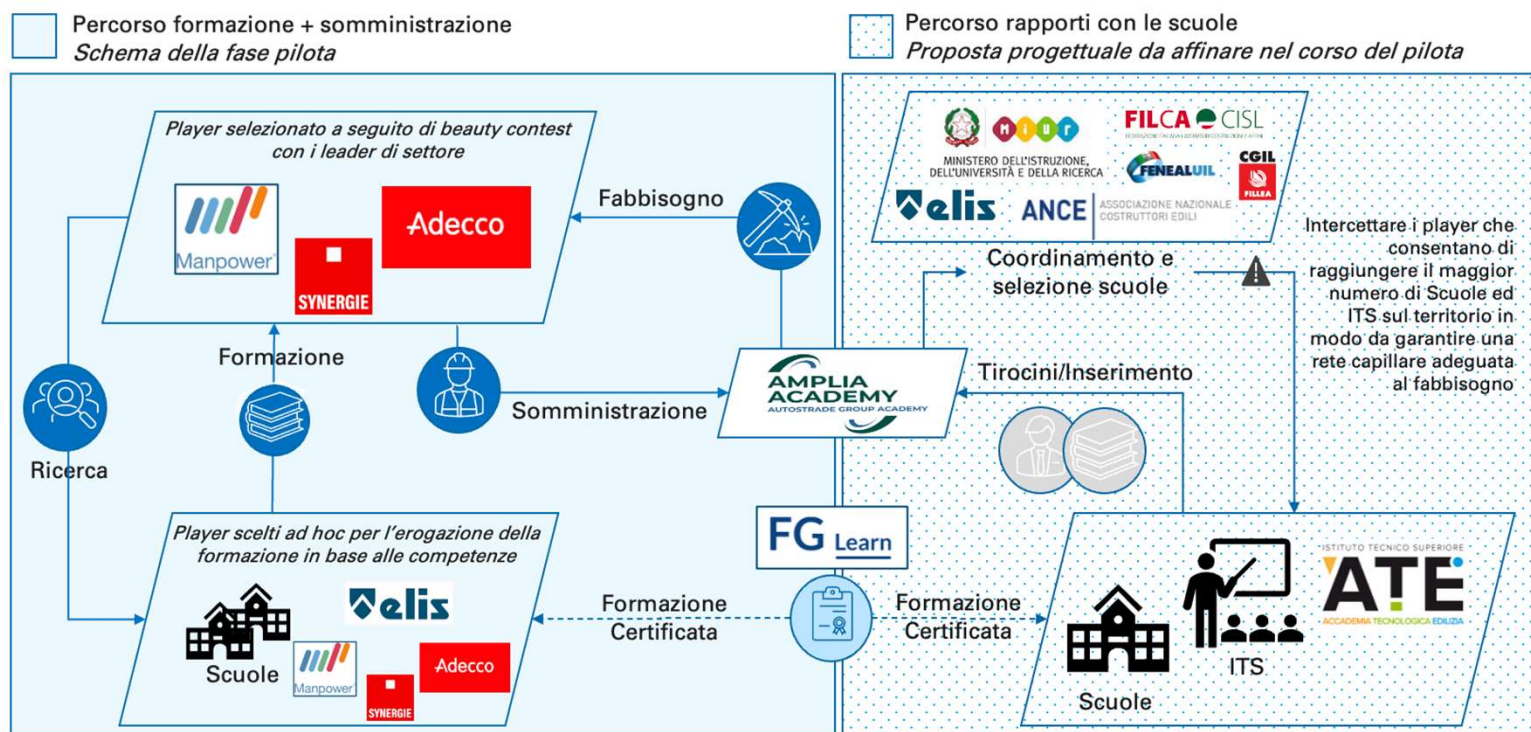 Percorso formazione + somministrazione
Schema della fase pilota
Percorso rapporti con le scuole
Proposta progettuale da affinare nel corso del pilota
Player selezionato a seguito di beauty contest
con i leader di settore
Manpower
SYNERGIE
Adecco
Fabbisogno
Formazione
Somministrazione
Ricerca
Player scelti ad hoc per l'erogazione della
formazione in base alle competenze
elis
Scuole
Manpower
SYNERGIE
Adecco
AMPLIA
ACADEMY
AUTOSTRADE GROUP ACADEMY
FG Learn
Formazione
Certificata
Formazione
Certificata
MIUR
MINISTERO DELL'ISTRUZIONE,
DELL'UNIVERSITÀ E DELLA RICERCA
FILCA CISL
FENEALUIL
CGIL
FILLEA
elis
ANCE
ASSOCIAZIONE NAZIONALE
COSTRUTTORI EDILI
Coordinamento e
selezione scuole
Intercettare i player che
consentano di
raggiungere il maggior
numero di Scuole ed
ITS sul territorio in
modo da garantire una
rete capillare adeguata
al fabbisogno
Tirocini/Inserimento
Scuole
ITS
ISTITUTO TECNICO SUPERIORE
ATE
ACCADEMIA TECNOLOGICA EDILIZIA